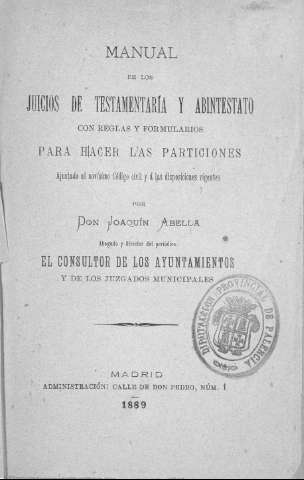 MANUAL
DE LOS
JUICIOS DE TESTAMENTARÍA Y ABINTESTATO
CON REGLAS Y FORMULARIOS
PARA HACER LAS PARTICIONES
Ajustado al novísimo Código civil y á las disposiciones vigentes
POR
DON JOAQUÍN ABELLA
Abogado y Director del periódico
EL CONSULTOR DE LOS AYUNTAMIENTOS
Y DE LOS JUZGADOS MUNICIPALES
DIPUTACION PROVINCIAL DE PALENCIA
MADRID
ADMINISTRACIÓN: CALLE DE DON PEDRO, NÚM. 1
1889